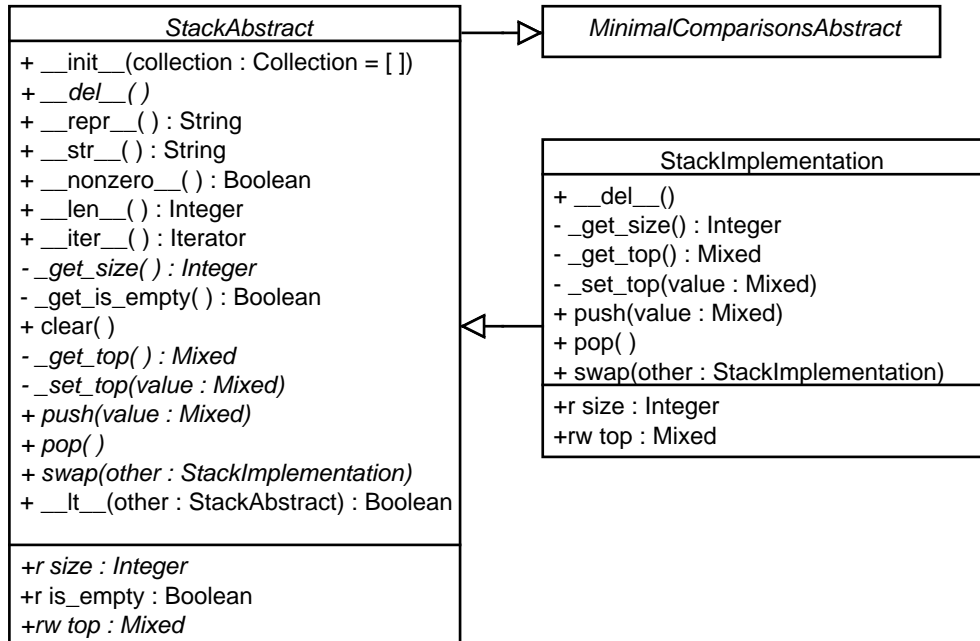 StackAbstract
+ __init__(collection : Collection = [ ])
+ __del__( )
+ __repr__( ) : String
+ __str__( ) : String
+ __nonzero__( ) : Boolean
+ __len__( ) : Integer
+ __iter__( ) : Iterator
- _get_size( ) : Integer
- _get_is_empty( ) : Boolean
+ clear( )
- _get_top( ) : Mixed
- _set_top(value : Mixed)
+ push(value : Mixed)
+ pop( )
+ swap(other : StackImplementation)
+ __lt__(other : StackAbstract) : Boolean
+r size : Integer
+r is_empty : Boolean
+rw top : Mixed
MinimalComparisonsAbstract
StackImplementation
+ __del__()
- _get_size() : Integer
- _get_top() : Mixed
- _set_top(value : Mixed)
+ push(value : Mixed)
+ pop( )
+ swap(other : StackImplementation)
+r size : Integer
+rw top : Mixed